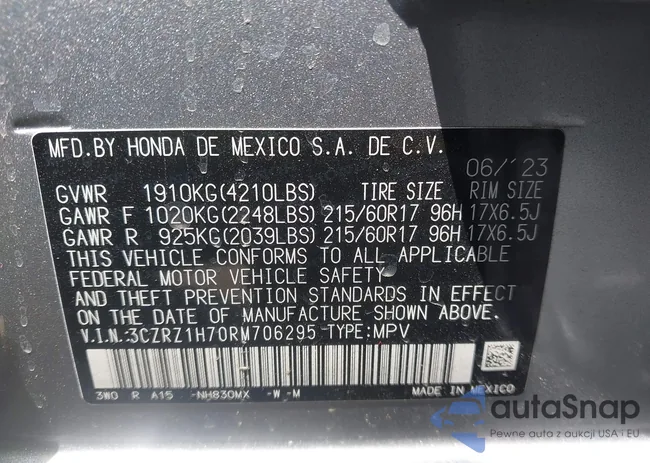 MFD.BY HONDA DE MEXICO S.A. DE C.V.
06/'23
GVWR 1910KG(4210LBS) TIRE SIZE RIM SIZE
GAWR F 1020KG(2248LBS) 215/60R17 96H 17X6.5J
GAWR R 925KG(2039LBS) 215/60R17 96H 17X6.5J
THIS VEHICLE CONFORMS TO ALL APPLICABLE
FEDERAL MOTOR VEHICLE SAFETY
AND THEFT PREVENTION STANDARDS IN EFFECT
ON THE DATE OF MANUFACTURE SHOWN ABOVE.
V.I.N.3CZRZ1H70RM706295 TYPE:MPV
3W0 R A15 -NH830MX -W -M MADE IN MEXICO
autoSnap
Pewne auta z aukcji USA i EU